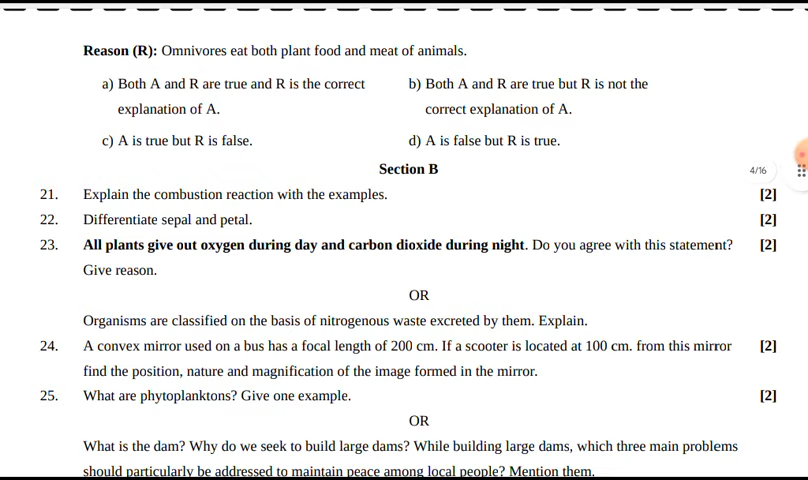 Reason (R): Omnivores eat both plant food and meat of animals.
a) Both A and R are true and R is the correct explanation of A.
b) Both A and R are true but R is not the correct explanation of A.
c) A is true but R is false.
d) A is false but R is true.
Section B
4/16
21. Explain the combustion reaction with the examples. [2]
22. Differentiate sepal and petal. [2]
23. All plants give out oxygen during day and carbon dioxide during night. Do you agree with this statement? [2]
Give reason.
OR
Organisms are classified on the basis of nitrogenous waste excreted by them. Explain.
24. A convex mirror used on a bus has a focal length of 200 cm. If a scooter is located at 100 cm. from this mirror [2]
find the position, nature and magnification of the image formed in the mirror.
25. What are phytoplanktons? Give one example. [2]
OR
What is the dam? Why do we seek to build large dams? While building large dams, which three main problems
should particularly be addressed to maintain peace among local people? Mention them.